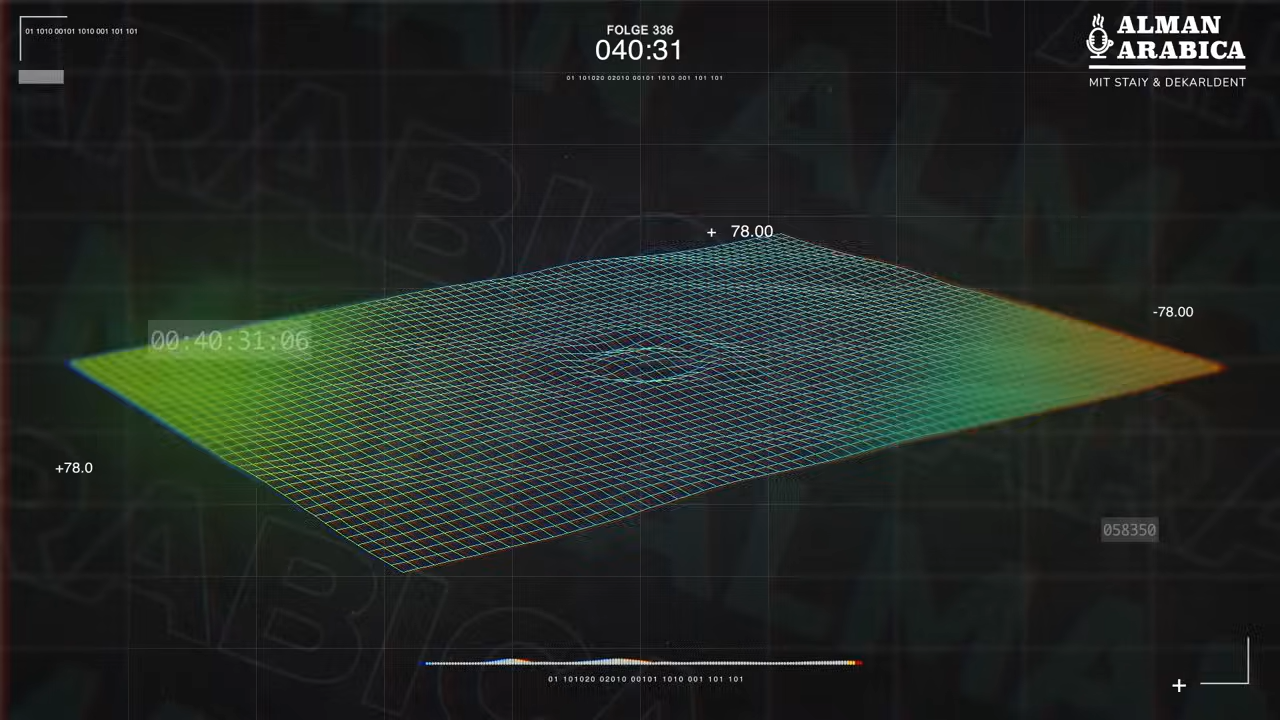 01 1010 00101 1010 001 101 101
FOLGE 336
040:31
01 101020 02010 00101 1010 001 101 101
ALMAN
ARABICA
MIT STAIY & DEKARLDENT
+ 78.00
-78.00
00:40:31:06
+78.0
058350
01 101020 02010 00101 1010 001 101 101
+